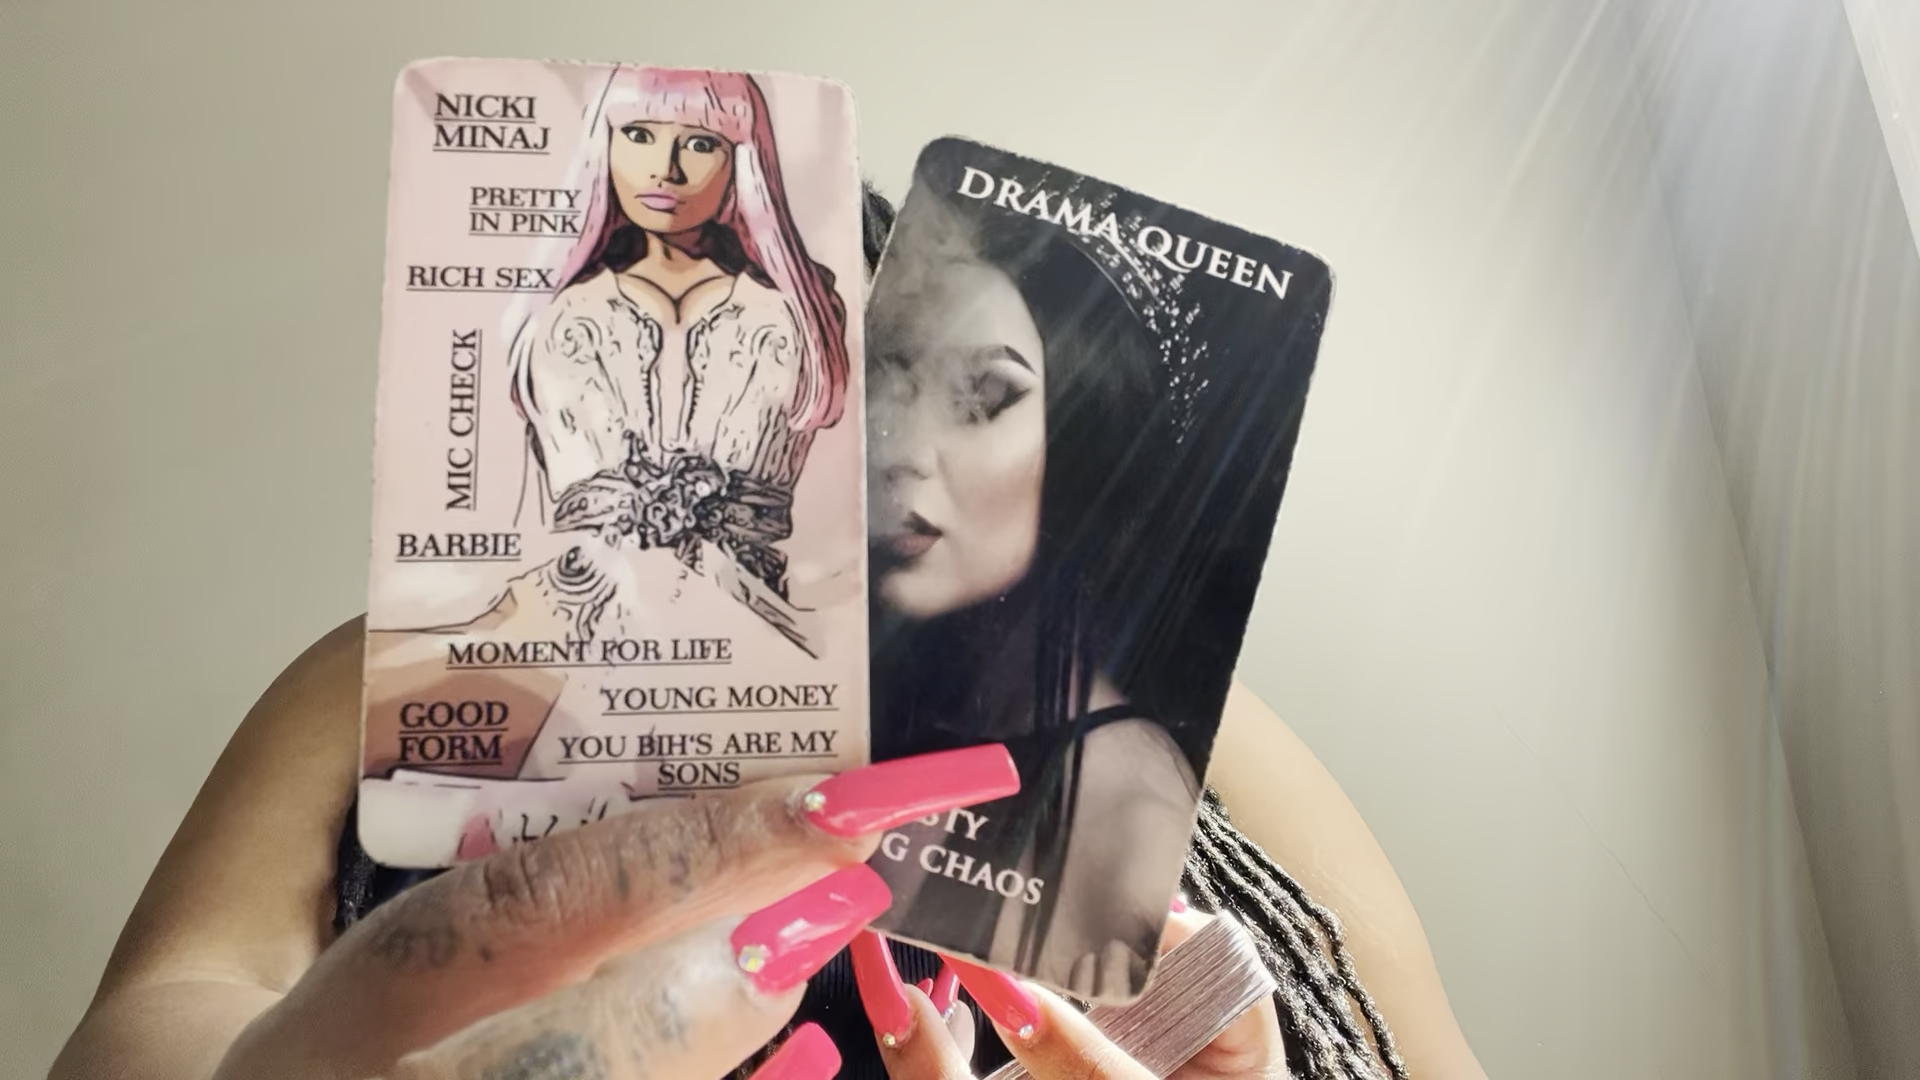 NICKI
MINAJ
PRETTY
IN PINK
RICH SEX
MIC CHECK
BARBIE
MOMENT FOR LIFE
YOUNG MONEY
GOOD
FORM
YOU BIH'S ARE MY
SONS
DRAMA QUEEN
CHAOS